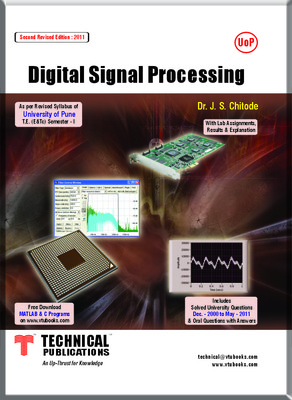 Second Revised Edition : 2011
UoP
Digital Signal Processing
As per Revised Syllabus of
University of Pune
T.E. (E&Tc) Semester - I
Dr. J. S. Chitode
With Lab Assignments,
Results & Explanation
Free Download
MATLAB & C Programs
on www.vtubooks.com
Includes
Solved University Questions
Dec. - 2000 to May - 2011
& Oral Questions with Answers
TECHNICAL
PUBLICATIONS
An Up-Thrust for Knowledge
technical@vtubooks.com
www.vtubooks.com